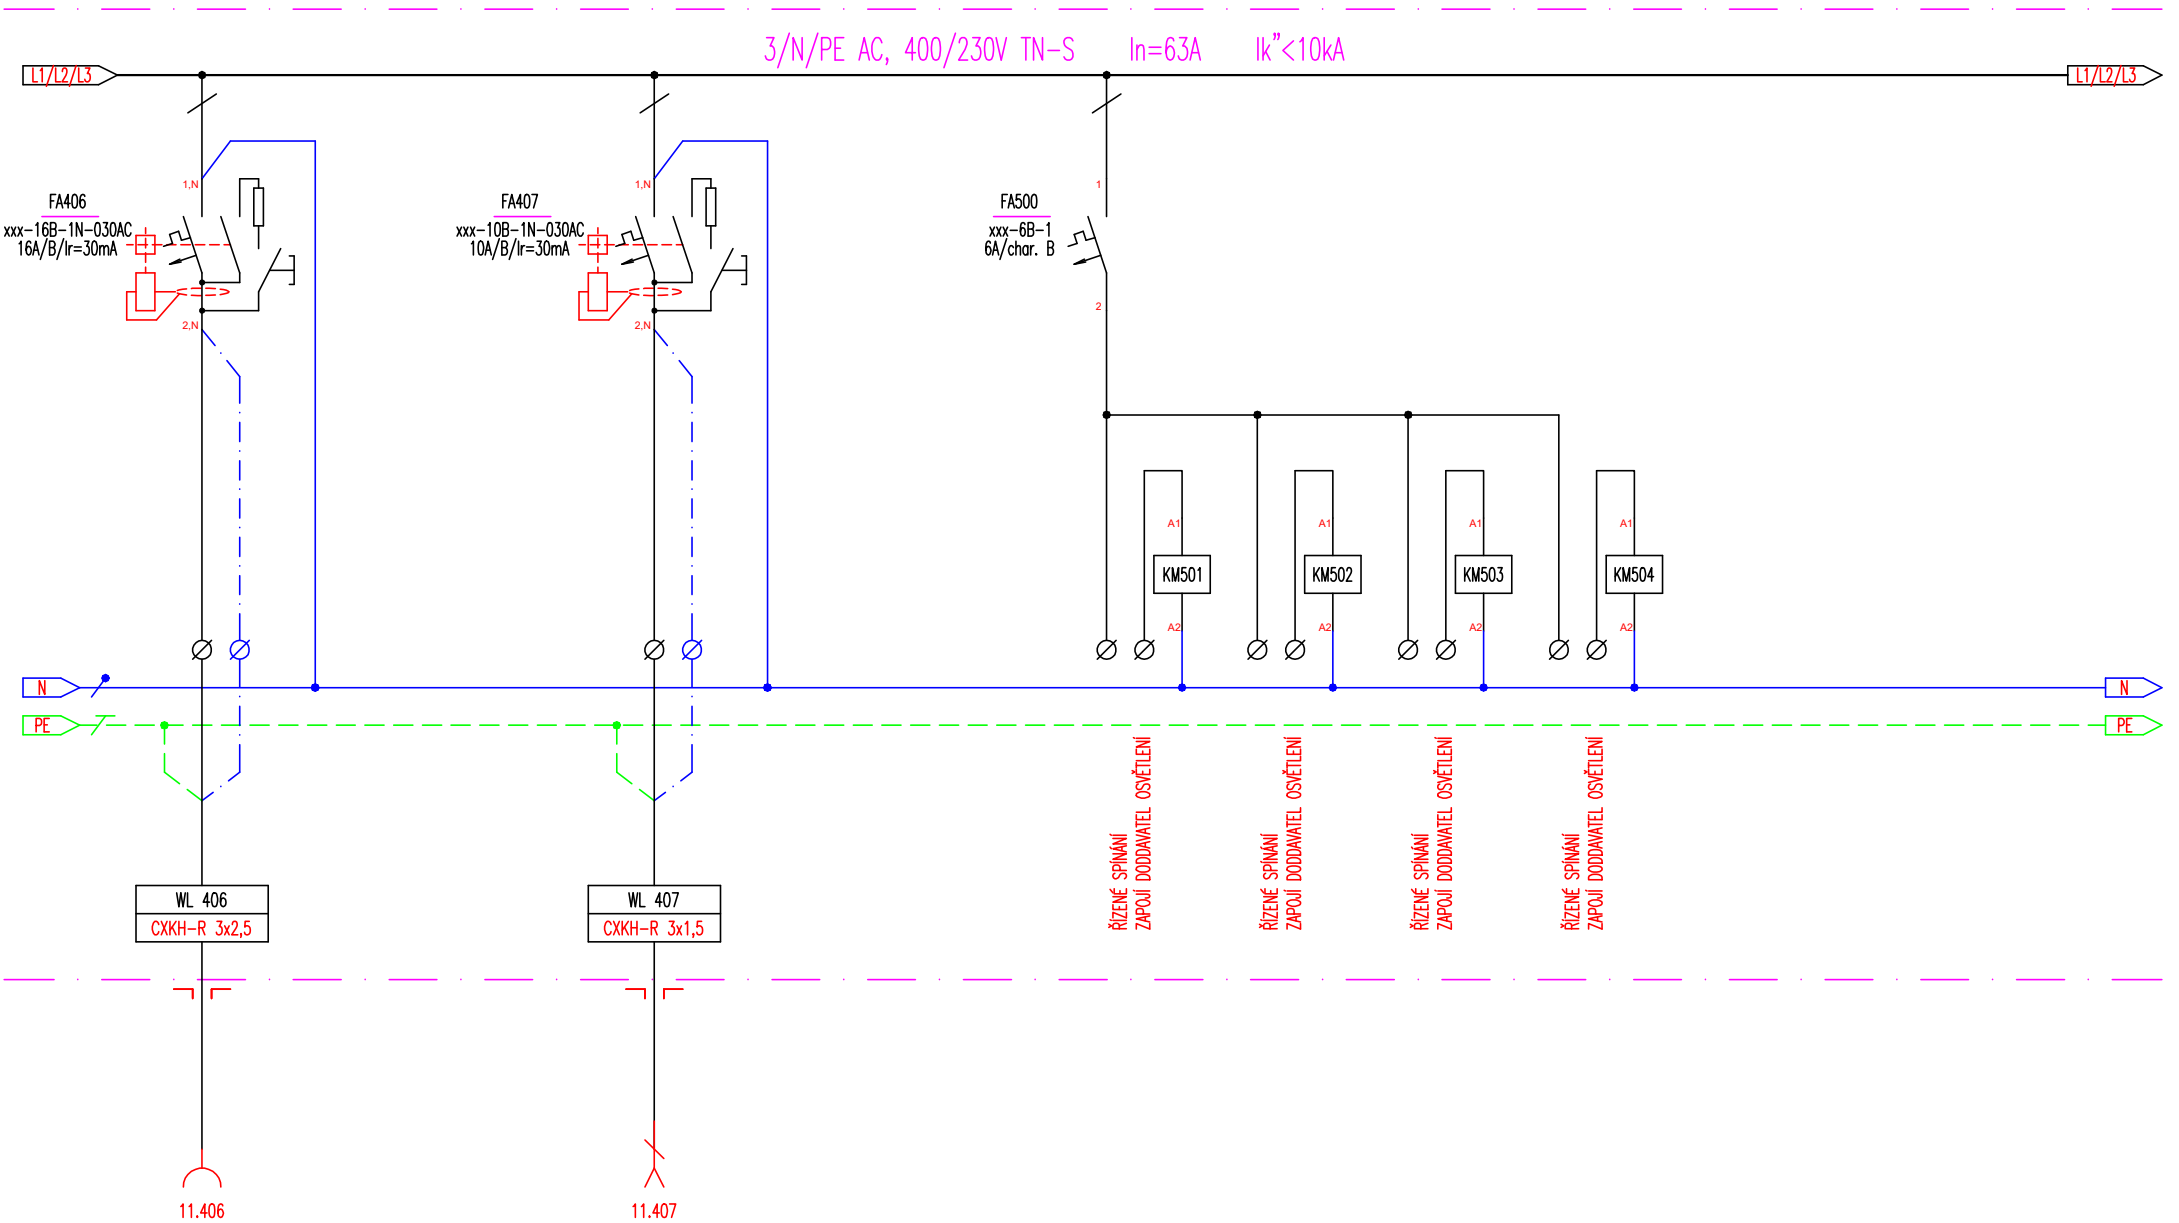 3/N/PE AC, 400/230V TN-S In=63A Ik"<10kA
L1/L2/L3
L1/L2/L3
1,N
FA406
xxx-16B-1N-030AC
16A/B/Ir=30mA
2,N
1,N
FA407
xxx-10B-1N-030AC
10A/B/Ir=30mA
2,N
1
FA500
xxx-6B-1
6A/char. B
2
A1
KM501
A2
A1
KM502
A2
A1
KM503
A2
A1
KM504
A2
N
N
PE
PE
ŘÍZENÉ SPÍNÁNÍ
ZAPOJÍ DODDAVATEL OSVĚTLENÍ
ŘÍZENÉ SPÍNÁNÍ
ZAPOJÍ DODDAVATEL OSVĚTLENÍ
ŘÍZENÉ SPÍNÁNÍ
ZAPOJÍ DODDAVATEL OSVĚTLENÍ
ŘÍZENÉ SPÍNÁNÍ
ZAPOJÍ DODDAVATEL OSVĚTLENÍ
WL 406
CXKH-R 3x2,5
WL 407
CXKH-R 3x1,5
11.406
11.407